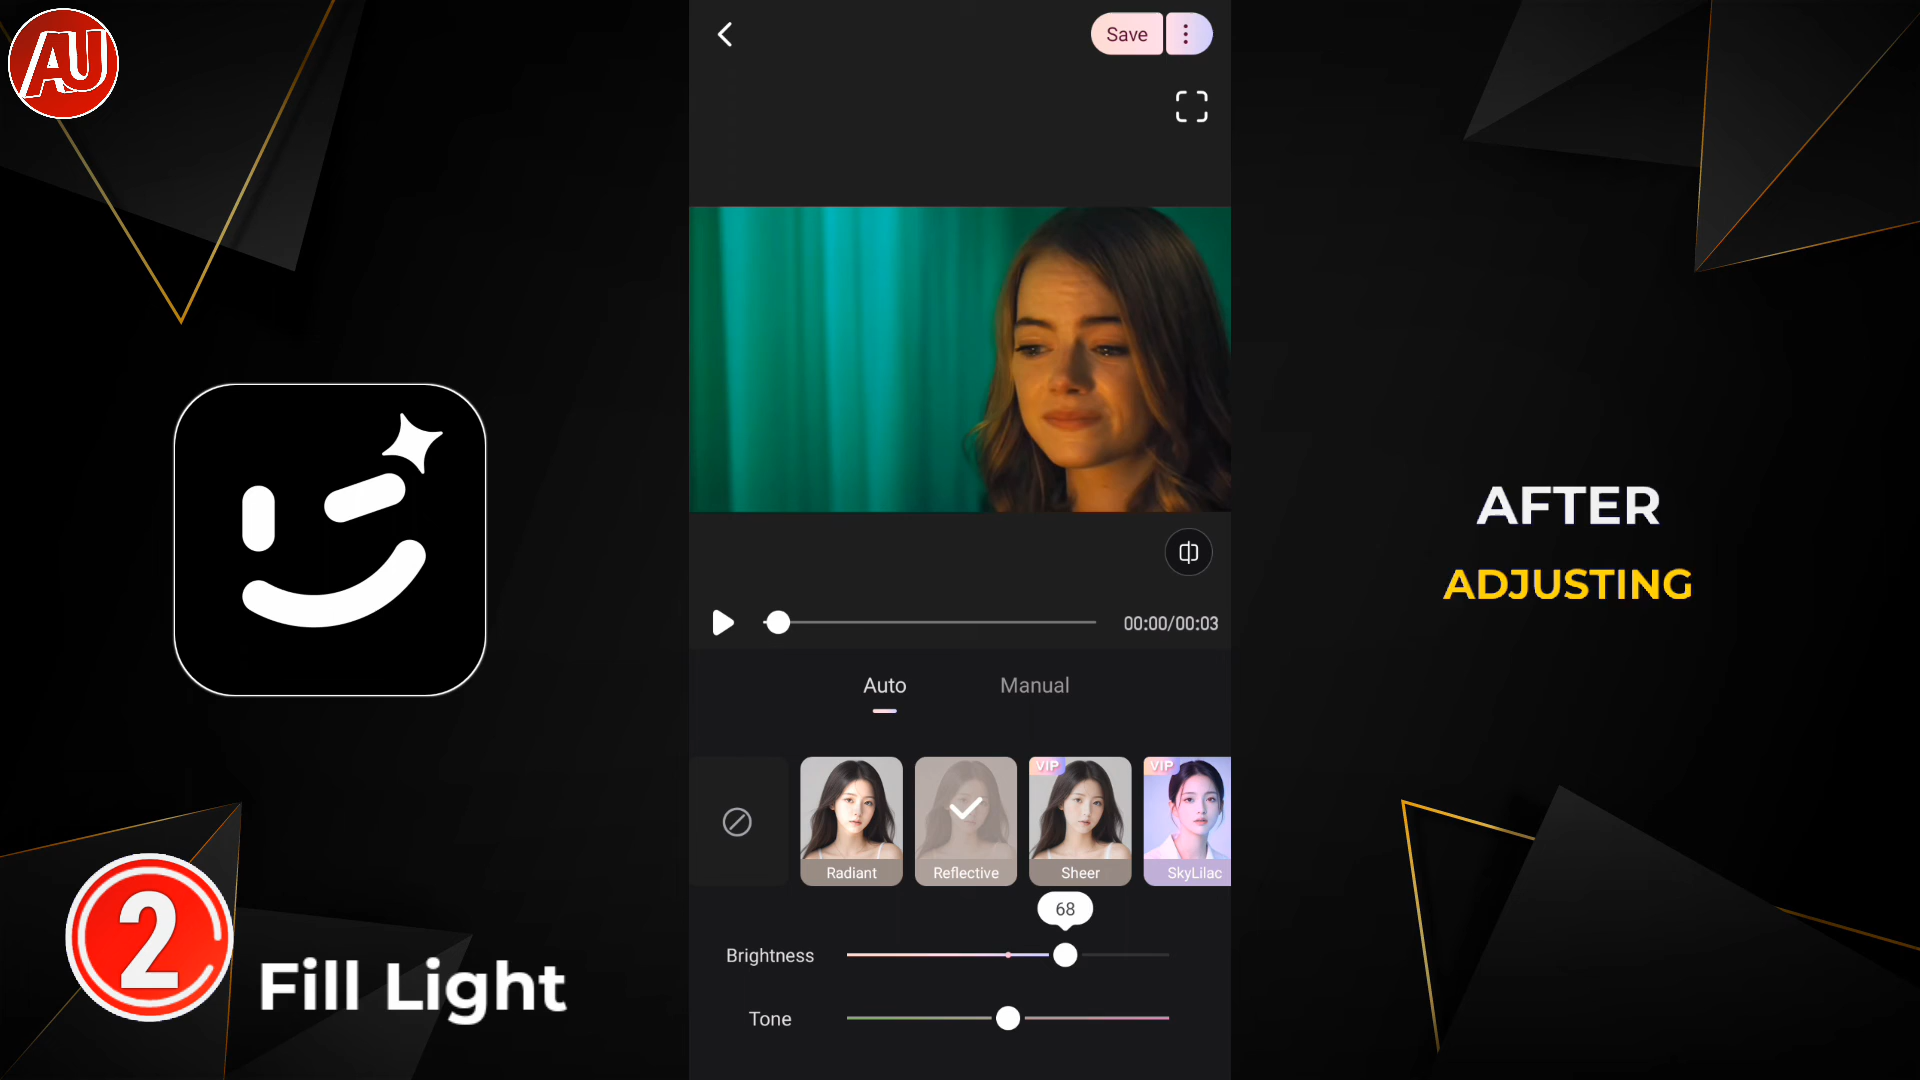 AU
Save
AFTER
ADJUSTING
00:00/00:03
Auto
Manual
VIP
VIP
Radiant
Reflective
Sheer
SkyLilac
68
Brightness
Tone
2
Fill Light